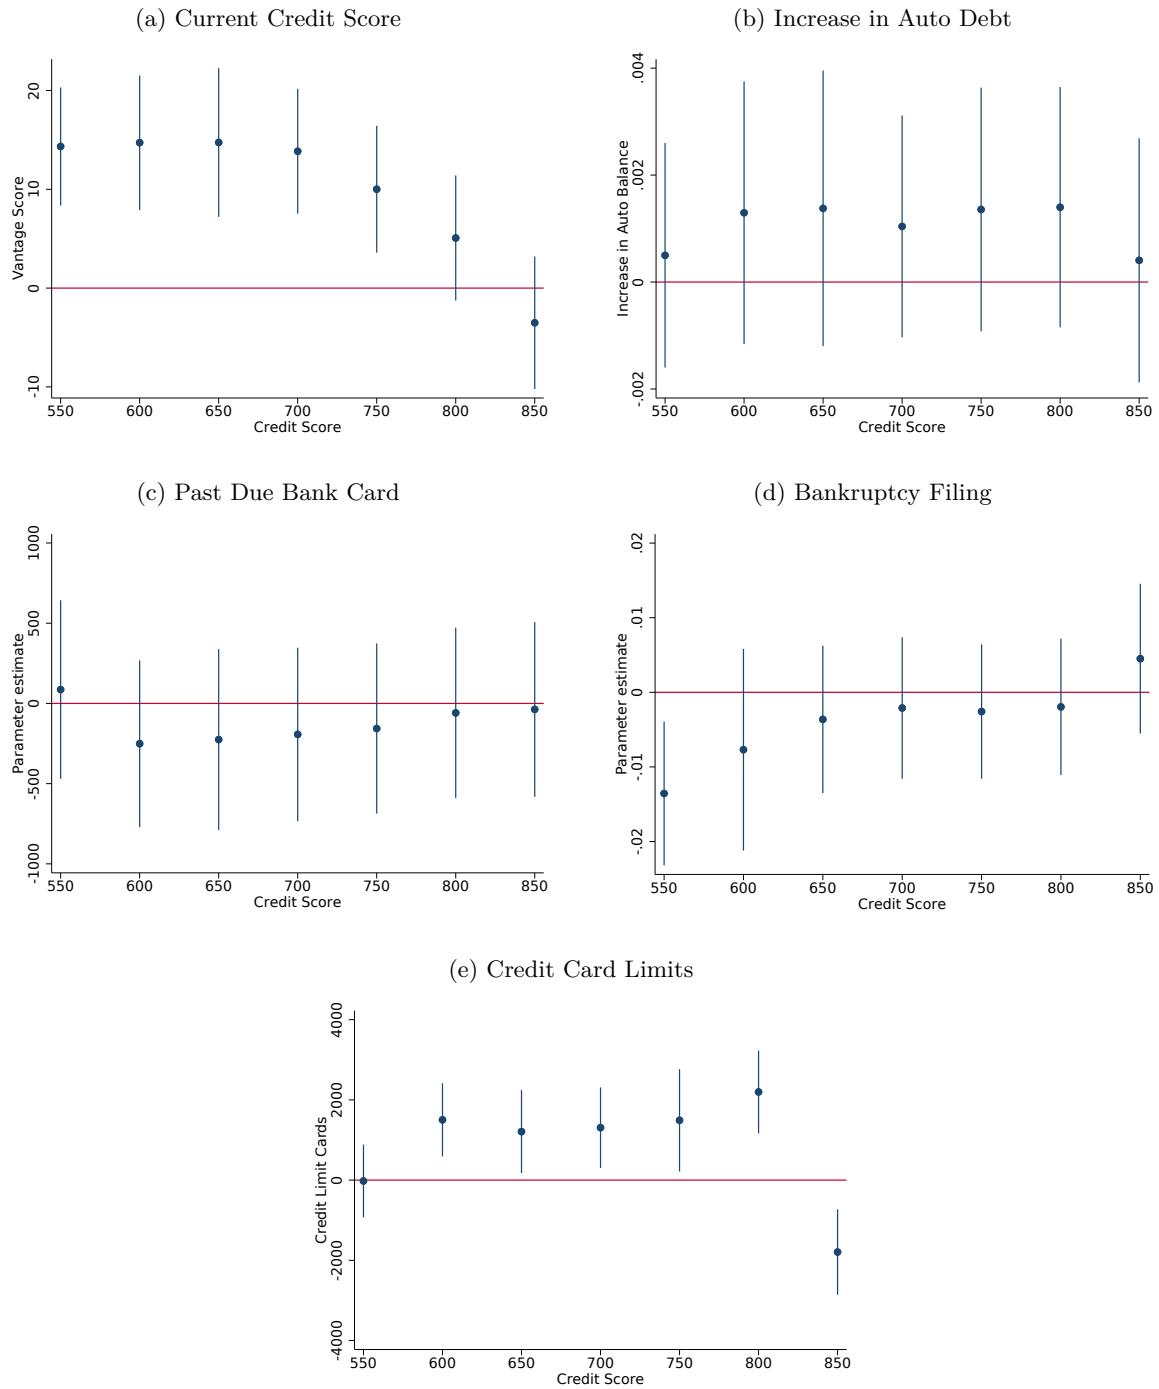 (a) Current Credit Score
(b) Increase in Auto Debt
Vantage Score
20
10
0
-10
550 600 650 700 750 800 850
Credit Score
Increase in Auto Balance
.004
.002
0
-.002
550 600 650 700 750 800 850
Credit Score
(c) Past Due Bank Card
(d) Bankruptcy Filing
Parameter estimate
1000
500
0
-500
-1000
550 600 650 700 750 800 850
Credit Score
Parameter estimate
.02
.01
0
-.01
-.02
550 600 650 700 750 800 850
Credit Score
(e) Credit Card Limits
Credit Limit Cards
4000
2000
0
-2000
-4000
550 600 650 700 750 800 850
Credit Score